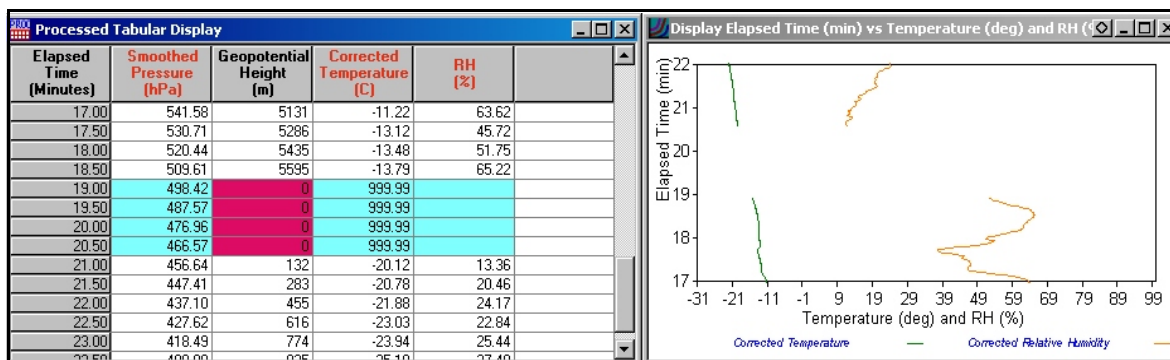 Processed Tabular Display
Elapsed Time (Minutes) Smoothed Pressure (hPa) Geopotential Height (m) Corrected Temperature (C) RH (%)
17.00 541.58 5131 -11.22 63.62
17.50 530.71 5286 -13.12 45.72
18.00 520.44 5435 -13.48 51.75
18.50 509.61 5595 -13.79 65.22
19.00 498.42 0 999.99
19.50 487.57 0 999.99
20.00 476.96 0 999.99
20.50 466.57 0 999.99
21.00 456.64 132 -20.12 13.36
21.50 447.41 283 -20.78 20.46
22.00 437.10 455 -21.88 24.17
22.50 427.62 616 -23.03 22.84
23.00 418.49 774 -23.94 25.44
Display Elapsed Time (min) vs Temperature (deg) and RH (%
Elapsed Time (min)
22
21
20
19
18
17
-31 -21 -11 -1 9 19 29 39 49 59 69 79 89 99
Temperature (deg) and RH (%)
Corrected Temperature Corrected Relative Humidity